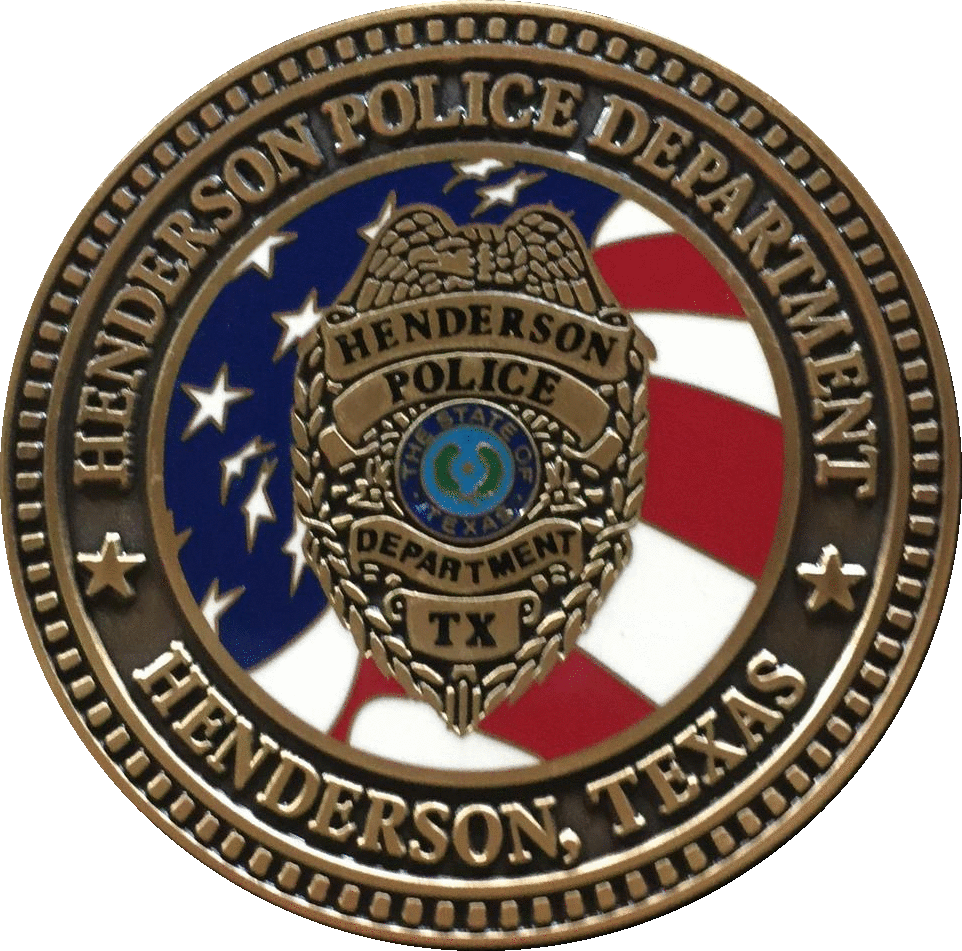 HENDERSON POLICE DEPARTMENT
HENDERSON
POLICE
THE STATE OF
TEXAS
DEPARTMENT
TX
HENDERSON, TEXAS